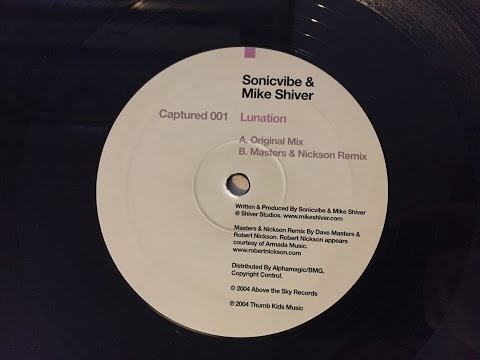 Sonicvibe &
Mike Shiver
Captured 001 Lunation
A. Original Mix
B. Masters & Nickson Remix
Written & Produced By Sonicvibe & Mike Shiver
@ Shiver Studios. www.mikeshiver.com
Masters & Nickson Remix By Dave Masters &
Robert Nickson. Robert Nickson appears
courtesy of Armada Music.
www.robertnickson.com
Distributed By Alphamagic/BMG.
Copyright Control.
© 2004 Above the Sky Records
℗ 2004 Thumb Kids Music